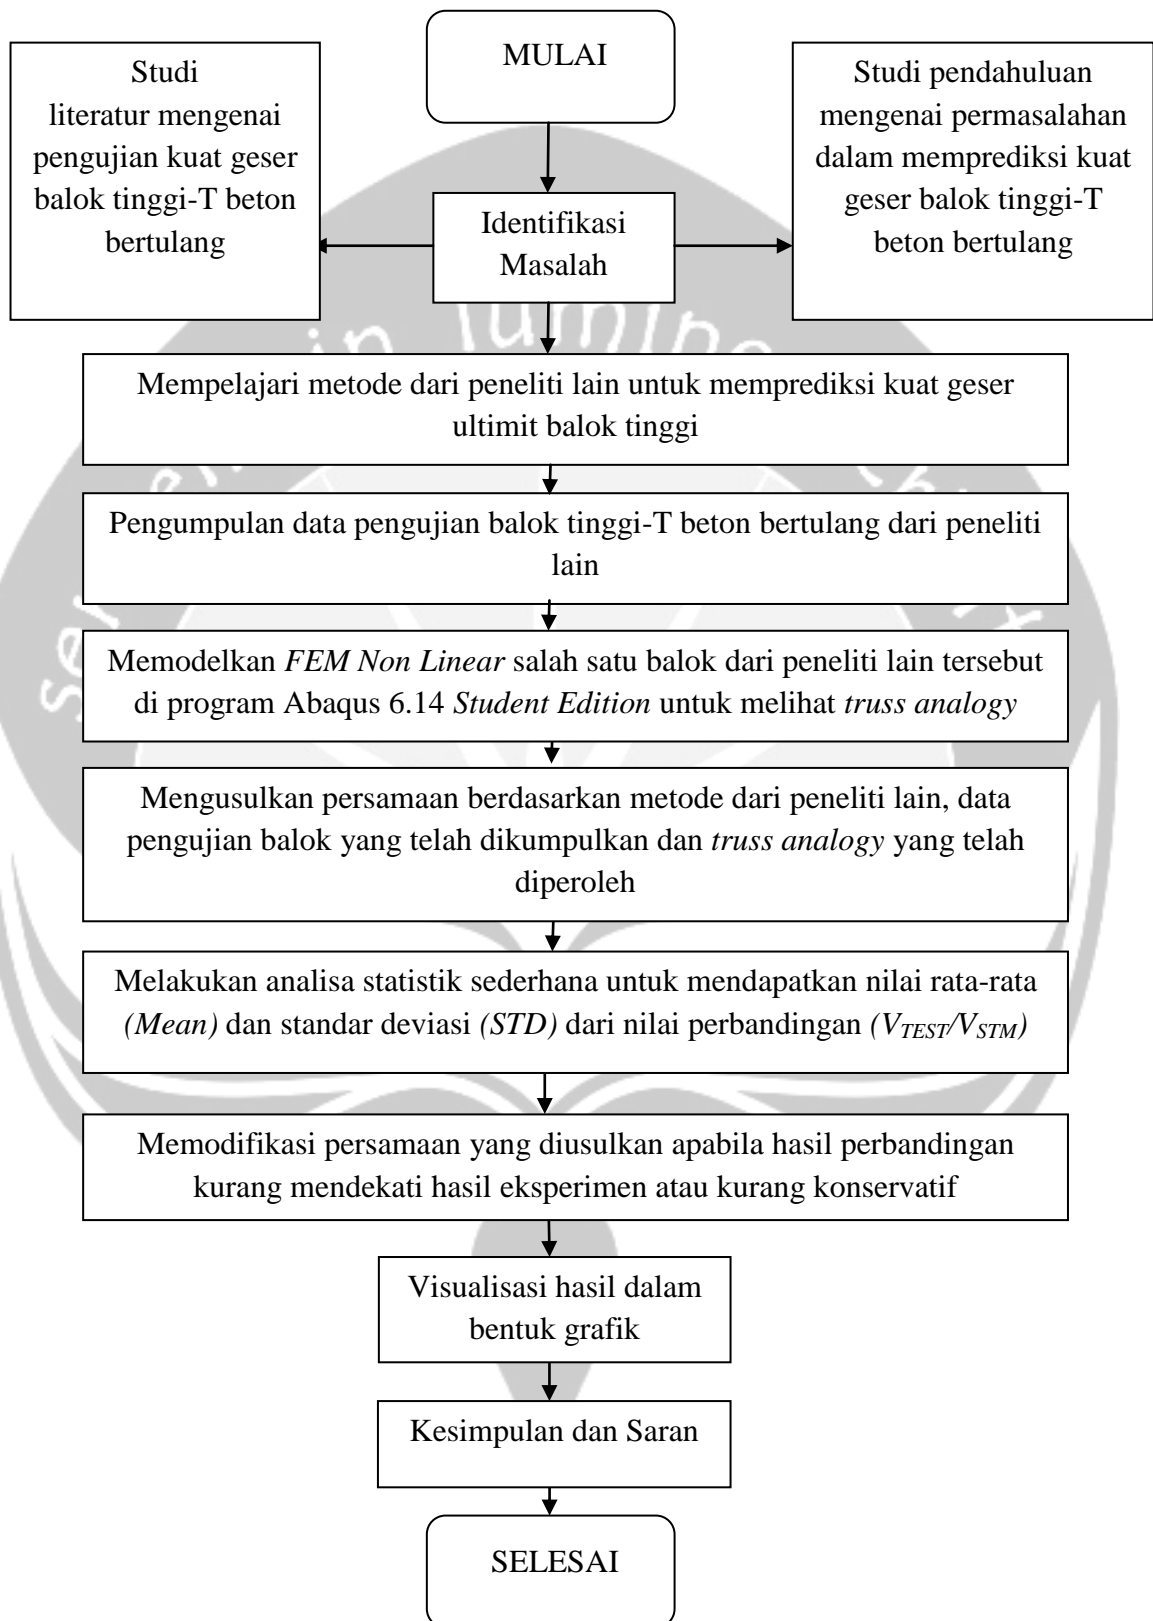 MULAI
Studi
literatur mengenai
pengujian kuat geser
balok tinggi-T beton
bertulang
Studi pendahuluan
mengenai permasalahan
dalam memprediksi kuat
geser balok tinggi-T
beton bertulang
Identifikasi
Masalah
in lumine
Mempelajari metode dari peneliti lain untuk memprediksi kuat geser
ultimit balok tinggi
Pengumpulan data pengujian balok tinggi-T beton bertulang dari peneliti
lain
Memodelkan FEM Non Linear salah satu balok dari peneliti lain tersebut
di program Abaqus 6.14 Student Edition untuk melihat truss analogy
Mengusulkan persamaan berdasarkan metode dari peneliti lain, data
pengujian balok yang telah dikumpulkan dan truss analogy yang telah
diperoleh
Melakukan analisa statistik sederhana untuk mendapatkan nilai rata-rata
(Mean) dan standar deviasi (STD) dari nilai perbandingan (VTEST/VSTM)
Memodifikasi persamaan yang diusulkan apabila hasil perbandingan
kurang mendekati hasil eksperimen atau kurang konservatif
Visualisasi hasil dalam
bentuk grafik
Kesimpulan dan Saran
SELESAI